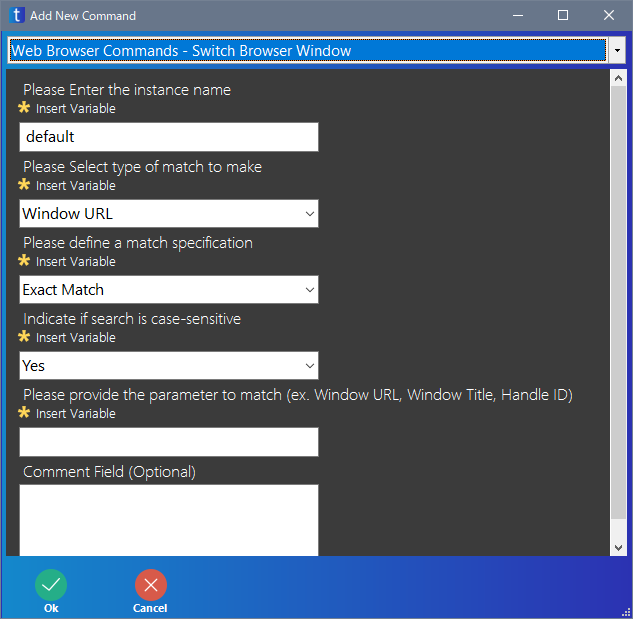 t Add New Command
Web Browser Commands - Switch Browser Window
Please Enter the instance name
Insert Variable
default
Please Select type of match to make
Insert Variable
Window URL
Please define a match specification
Insert Variable
Exact Match
Indicate if search is case-sensitive
Insert Variable
Yes
Please provide the parameter to match (ex. Window URL, Window Title, Handle ID)
Insert Variable
Comment Field (Optional)
Ok Cancel